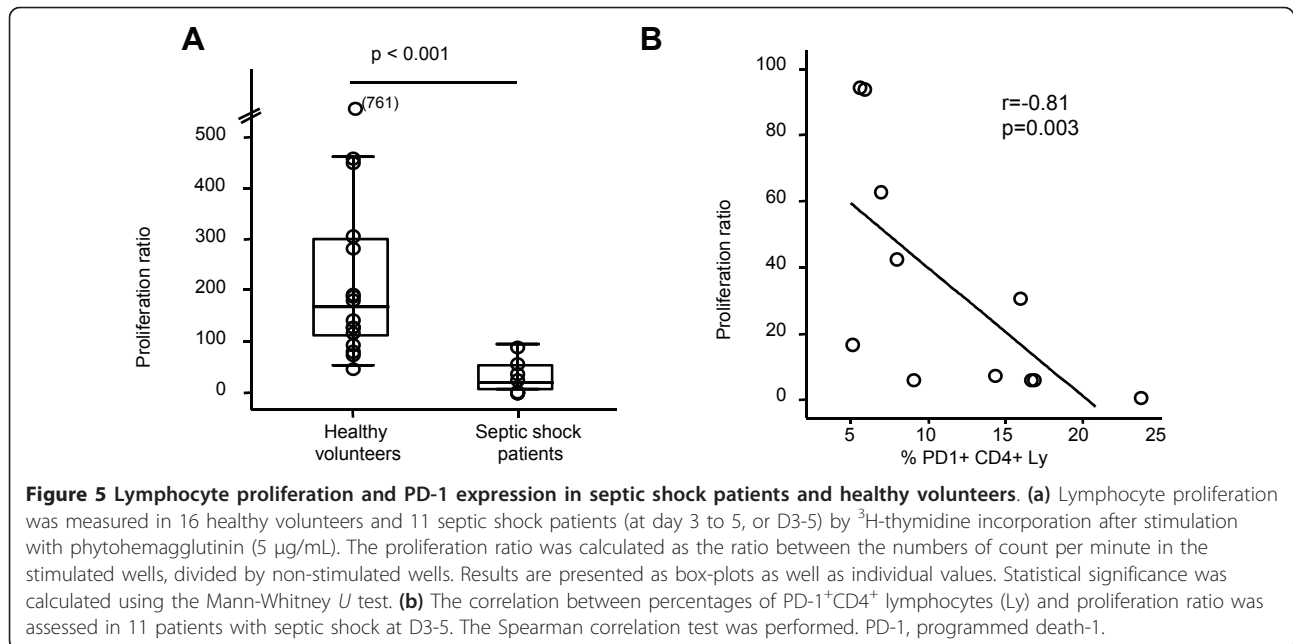 A
p < 0.001
(761)
500
400
300
200
100
0
Proliferation ratio
Healthy
volunteers
Septic shock
patients
B
100
80
60
40
20
0
Proliferation ratio
r=-0.81
p=0.003
5
10
15
20
25
% PD1+ CD4+ Ly
Figure 5 Lymphocyte proliferation and PD-1 expression in septic shock patients and healthy volunteers. (a) Lymphocyte proliferation
was measured in 16 healthy volunteers and 11 septic shock patients (at day 3 to 5, or D3-5) by ³H-thymidine incorporation after stimulation
with phytohemagglutinin (5 μg/mL). The proliferation ratio was calculated as the ratio between the numbers of count per minute in the
stimulated wells, divided by non-stimulated wells. Results are presented as box-plots as well as individual values. Statistical significance was
calculated using the Mann-Whitney U test. (b) The correlation between percentages of PD-1⁺CD4⁺ lymphocytes (Ly) and proliferation ratio was
assessed in 11 patients with septic shock at D3-5. The Spearman correlation test was performed. PD-1, programmed death-1.